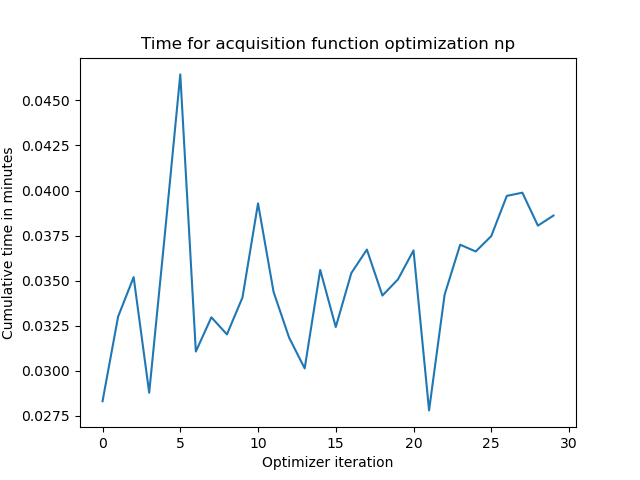 Time for acquisition function optimization np
Cumulative time in minutes
0.0450
0.0425
0.0400
0.0375
0.0350
0.0325
0.0300
0.0275
0 5 10 15 20 25 30
Optimizer iteration